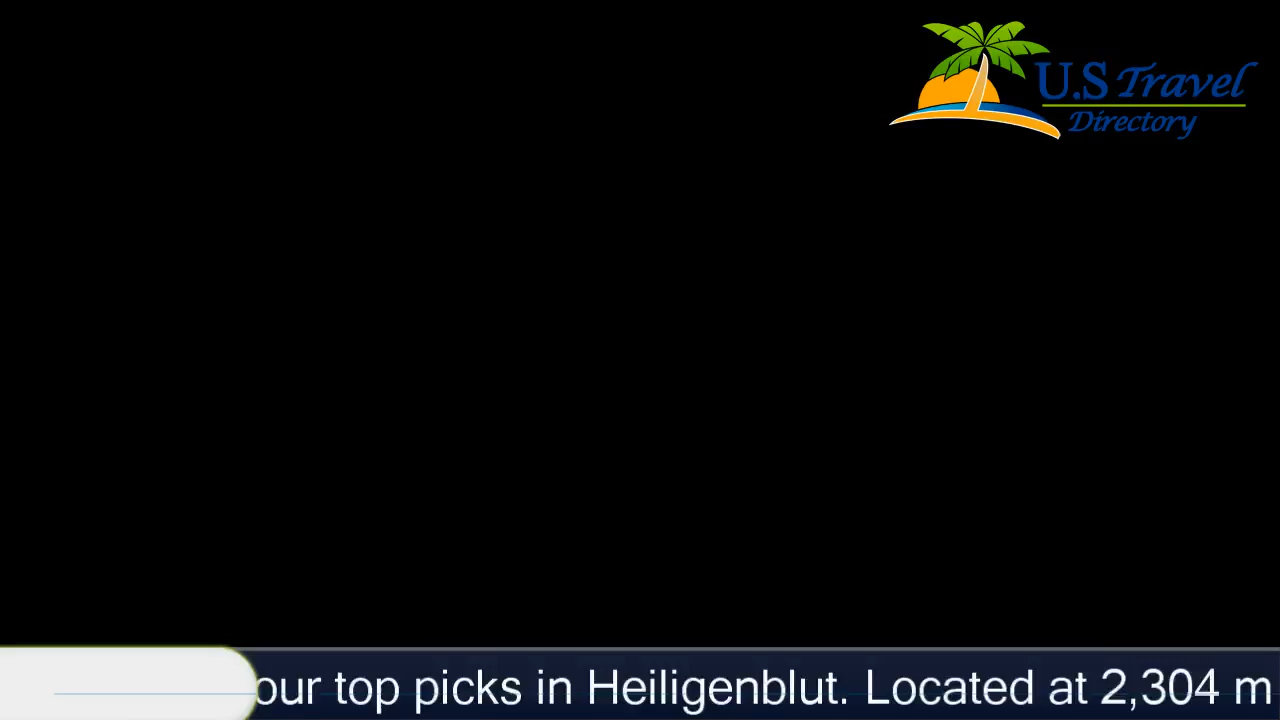 U.S Travel
Directory
our top picks in Heiligenblut. Located at 2,304 m